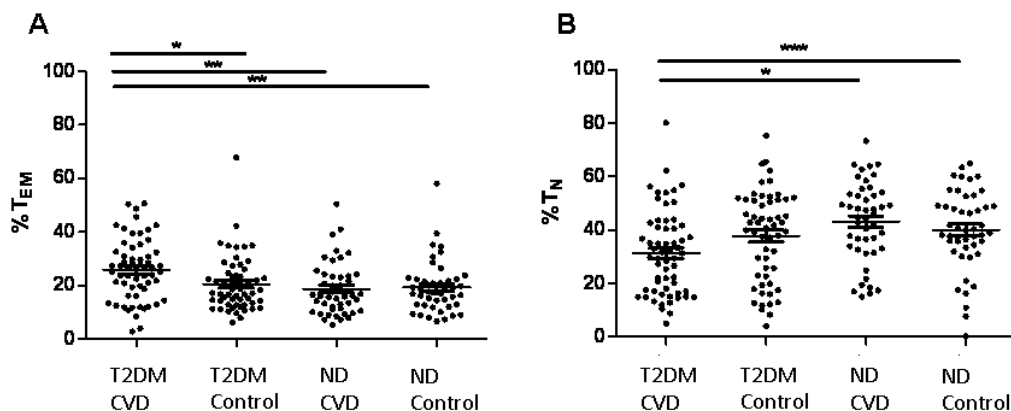 A
*
**
**
100
80
60
40
20
0
%TEM
T2DM CVD
T2DM Control
ND CVD
ND Control
B
***
*
100
80
60
40
20
0
%TN
T2DM CVD
T2DM Control
ND CVD
ND Control